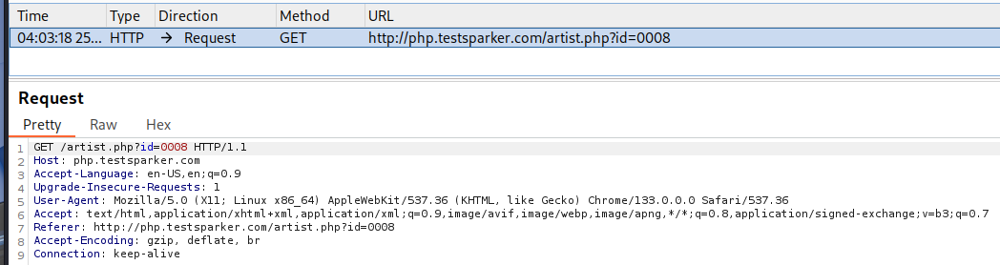 Time Type Direction Method URL
04:03:18 25... HTTP → Request GET http://php.testsparker.com/artist.php?id=0008
Request
Pretty Raw Hex
1 GET /artist.php?id=0008 HTTP/1.1
2 Host: php.testsparker.com
3 Accept-Language: en-US,en;q=0.9
4 Upgrade-Insecure-Requests: 1
5 User-Agent: Mozilla/5.0 (X11; Linux x86_64) AppleWebKit/537.36 (KHTML, like Gecko) Chrome/133.0.0.0 Safari/537.36
6 Accept: text/html,application/xhtml+xml,application/xml;q=0.9,image/avif,image/webp,image/apng,*/*;q=0.8,application/signed-exchange;v=b3;q=0.7
7 Referer: http://php.testsparker.com/artist.php?id=0008
8 Accept-Encoding: gzip, deflate, br
9 Connection: keep-alive